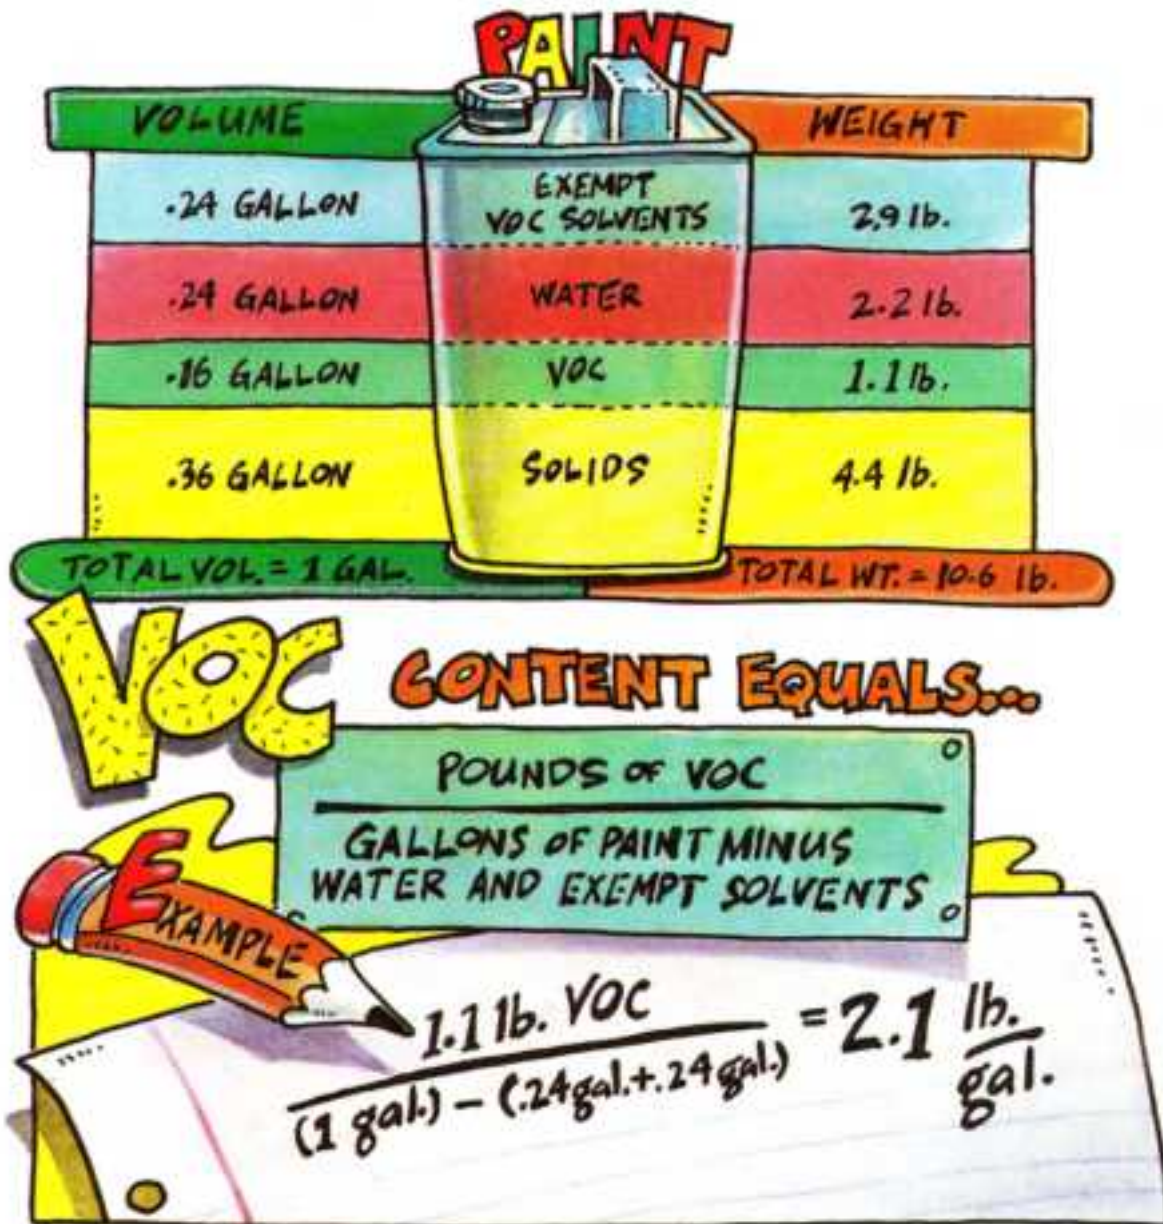 PAINT
VOLUME WEIGHT
.24 GALLON EXEMPT VOC SOLVENTS 2.9 lb.
.24 GALLON WATER 2.2 lb.
.16 GALLON VOC 1.1 lb.
.36 GALLON SOLIDS 4.4 lb.
TOTAL VOL. = 1 GAL. TOTAL WT. = 10.6 lb.
VOC CONTENT EQUALS...
POUNDS OF VOC
GALLONS OF PAINT MINUS
WATER AND EXEMPT SOLVENTS
EXAMPLE
1.1 lb. VOC
(1 gal.) - (.24gal.+.24gal.)
= 2.1 lb.
gal.